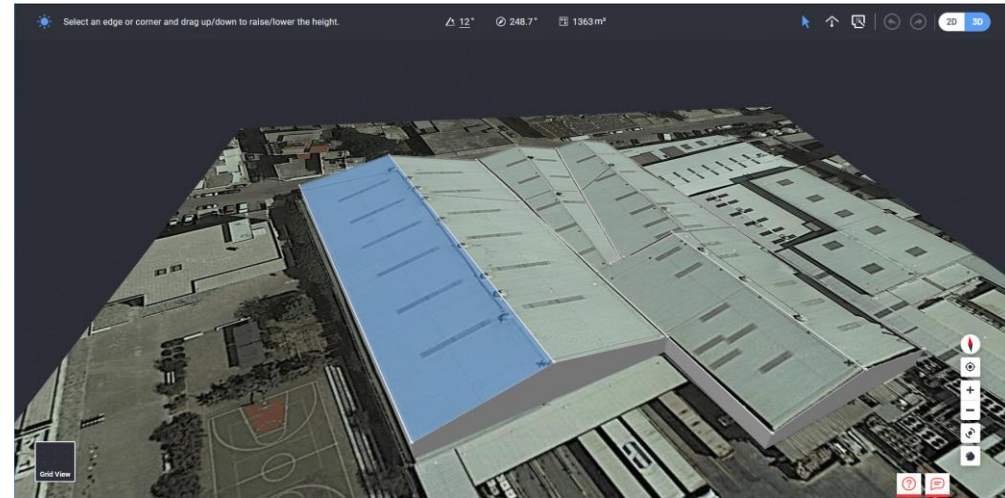 Select an edge or corner and drag up/down to raise/lower the height.
12° 248.7° 1363 m²
2D 3D
Grid View